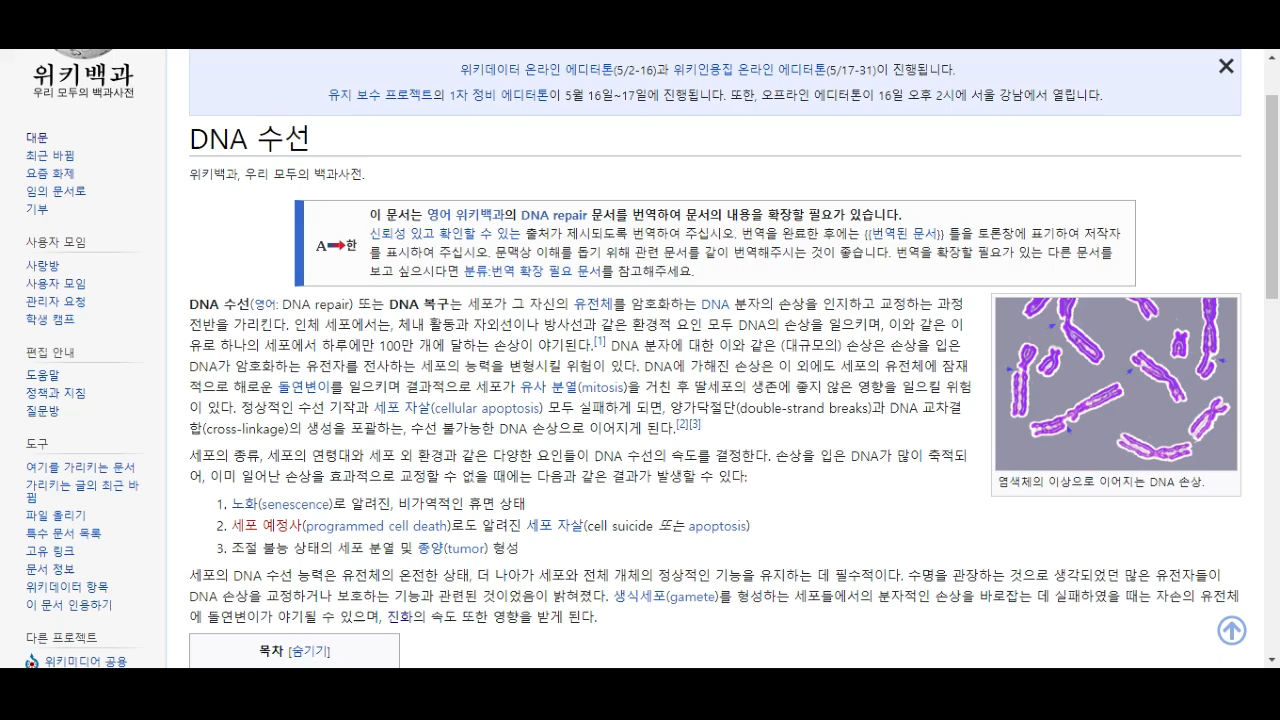 위키백과
우리 모두의 백과사전
대문
최근 바뀜
요즘 화제
임의 문서로
기부
사용자 모임
사랑방
사용자 모임
관리자 요청
학생 캠프
편집 안내
도움말
정책과 지침
질문방
도구
여기를 가리키는 문서
가리키는 글의 최근 바
뀜
파일 올리기
특수 문서 목록
고유 링크
문서 정보
위키데이터 항목
이 문서 인용하기
다른 프로젝트
위키미디어 공용
위키데이터 온라인 에디터톤(5/2-16)과 위키인용집 온라인 에디터톤(5/17-31)이 진행됩니다.
유지 보수 프로젝트의 1차 정비 에디터톤이 5월 16일~17일에 진행됩니다. 또한, 오프라인 에디터톤이 16일 오후 2시에 서울 강남에서 열립니다.
DNA 수선
위키백과, 우리 모두의 백과사전.
A 한
이 문서는 영어 위키백과의 DNA repair 문서를 번역하여 문서의 내용을 확장할 필요가 있습니다.
신뢰성 있고 확인할 수 있는 출처가 제시되도록 번역하여 주십시오. 번역을 완료한 후에는 {{번역된 문서}} 틀을 토론창에 표기하여 저작자
를 표시하여 주십시오. 문맥상 이해를 돕기 위해 관련 문서를 같이 번역해주시는 것이 좋습니다. 번역을 확장할 필요가 있는 다른 문서를
보고 싶으시다면 분류:번역 확장 필요 문서를 참고해주세요.
DNA 수선(영어: DNA repair) 또는 DNA 복구는 세포가 그 자신의 유전체를 암호화하는 DNA 분자의 손상을 인지하고 교정하는 과정
전반을 가리킨다. 인체 세포에서는, 체내 활동과 자외선이나 방사선과 같은 환경적 요인 모두 DNA의 손상을 일으키며, 이와 같은 이
유로 하나의 세포에서 하루에만 100만 개에 달하는 손상이 야기된다.[1] DNA 분자에 대한 이와 같은 (대규모의) 손상은 손상을 입은
DNA가 암호화하는 유전자를 전사하는 세포의 능력을 변형시킬 위험이 있다. DNA에 가해진 손상은 이 외에도 세포의 유전체에 잠재
적으로 해로운 돌연변이를 일으키며 결과적으로 세포가 유사 분열(mitosis)을 거친 후 딸세포의 생존에 좋지 않은 영향을 일으킬 위험
이 있다. 정상적인 수선 기작과 세포 자살(cellular apoptosis) 모두 실패하게 되면, 양가닥절단(double-strand breaks)과 DNA 교차결
합(cross-linkage)의 생성을 포괄하는, 수선 불가능한 DNA 손상으로 이어지게 된다.[2][3]
염색체의 이상으로 이어지는 DNA 손상.
세포의 종류, 세포의 연령대와 세포 외 환경과 같은 다양한 요인들이 DNA 수선의 속도를 결정한다. 손상을 입은 DNA가 많이 축적되
어, 이미 일어난 손상을 효과적으로 교정할 수 없을 때에는 다음과 같은 결과가 발생할 수 있다:
1. 노화(senescence)로 알려진, 비가역적인 휴면 상태
2. 세포 예정사(programmed cell death)로도 알려진 세포 자살(cell suicide 또는 apoptosis)
3. 조절 불능 상태의 세포 분열 및 종양(tumor) 형성
세포의 DNA 수선 능력은 유전체의 온전한 상태, 더 나아가 세포와 전체 개체의 정상적인 기능을 유지하는 데 필수적이다. 수명을 관장하는 것으로 생각되었던 많은 유전자들이
DNA 손상을 교정하거나 보호하는 기능과 관련된 것이었음이 밝혀졌다. 생식세포(gamete)를 형성하는 세포들에서의 분자적인 손상을 바로잡는 데 실패하였을 때는 자손의 유전체
에 돌연변이가 야기될 수 있으며, 진화의 속도 또한 영향을 받게 된다.
목차 [숨기기]